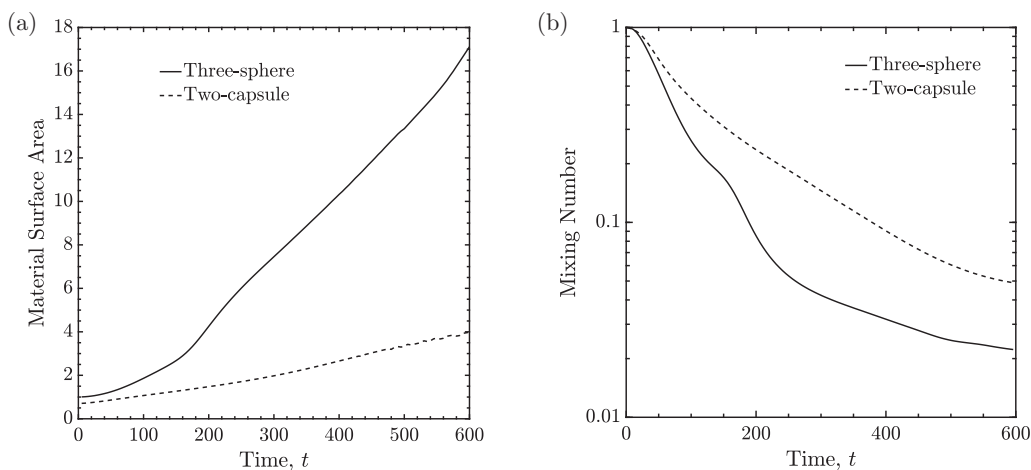 (a)
18
16
14
12
10
8
6
4
2
0
Material Surface Area
Three-sphere
Two-capsule
0 100 200 300 400 500 600
Time, t
(b)
1
0.1
0.01
Mixing Number
Three-sphere
Two-capsule
0 200 400 600
Time, t